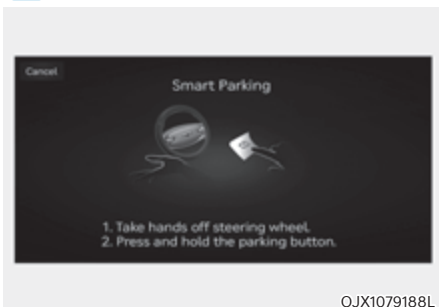 Cancel
Smart Parking
1. Take hands off steering wheel.
2. Press and hold the parking button.
OJX1079188L